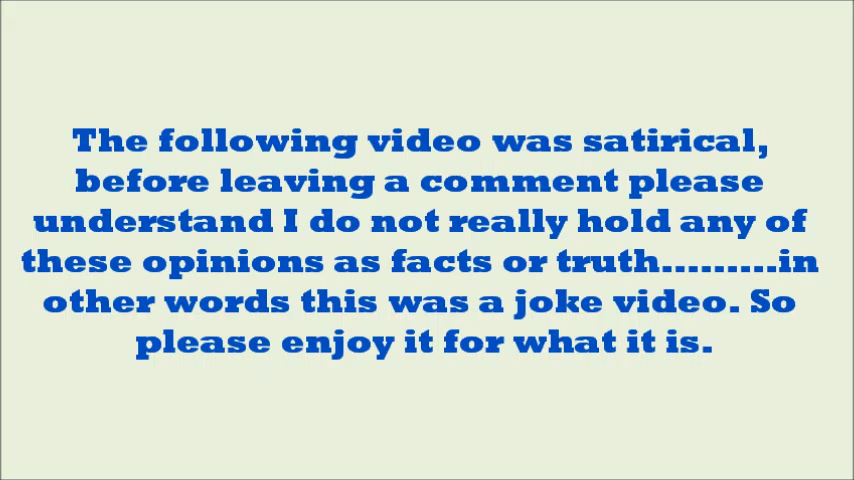 The following video was satirical,
before leaving a comment please
understand I do not really hold any of
these opinions as facts or truth.........in
other words this was a joke video. So
please enjoy it for what it is.